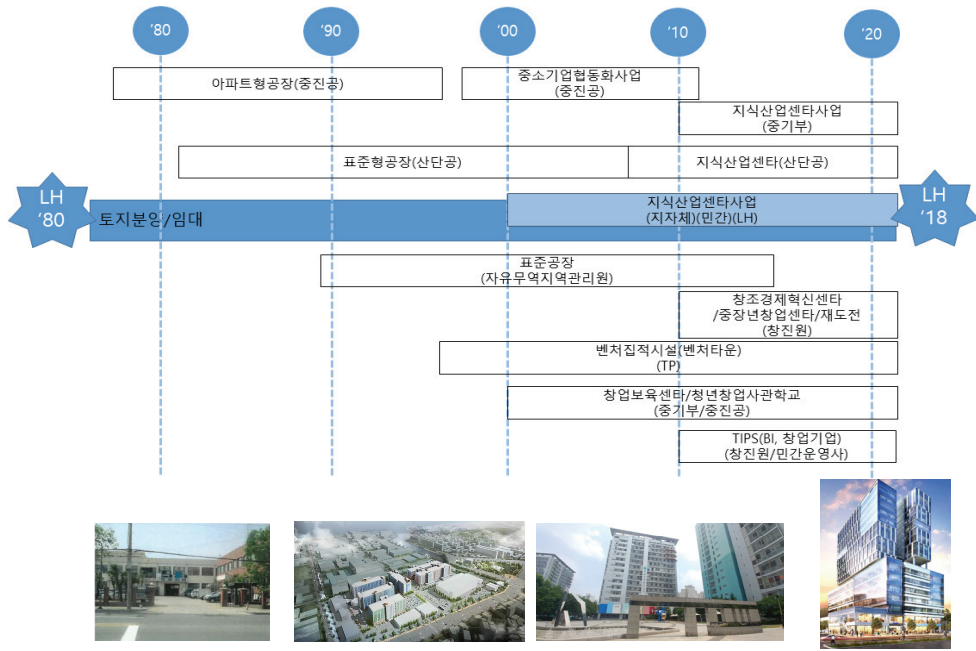 '80
'90
'00
'10
'20
아파트형공장(중진공)
중소기업협동화사업
(중진공)
지식산업센타사업
(중기부)
표준형공장(산단공)
지식산업센타(산단공)
LH
'80
토지분양/임대
지식산업센타사업
(지자체)(민간)(LH)
LH
'18
표준공장
(자유무역지역관리원)
창조경제혁신센타
/중장년창업센타/재도전
(창진원)
벤처집적시설(벤처타운)
(TP)
창업보육센타/청년창업사관학교
(중기부/중진공)
TIPS(BI, 창업기업)
(창진원/민간운영사)